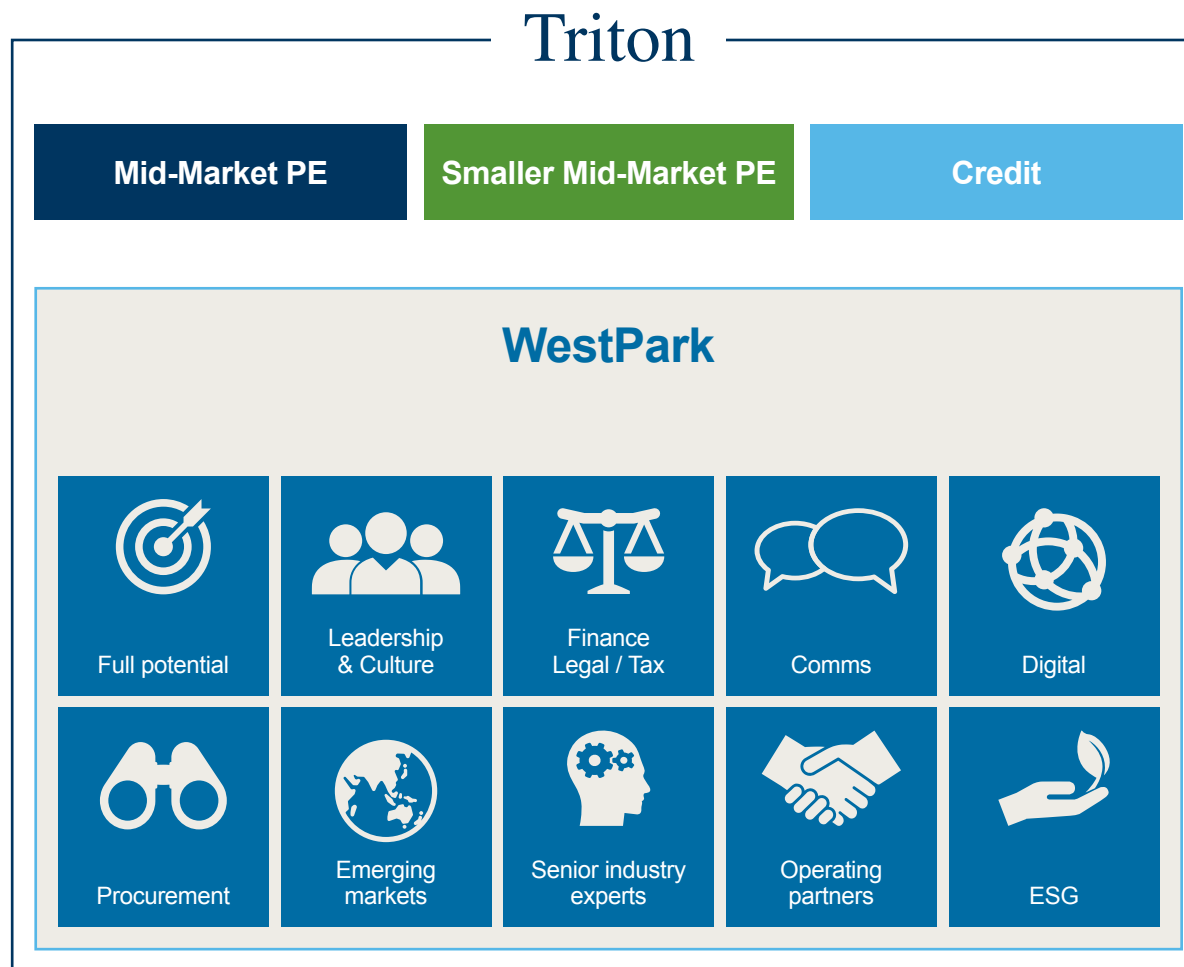 Triton
Mid-Market PE
Smaller Mid-Market PE
Credit
WestPark
Full potential
Leadership
& Culture
Finance
Legal / Tax
Comms
Digital
Procurement
Emerging
markets
Senior industry
experts
Operating
partners
ESG